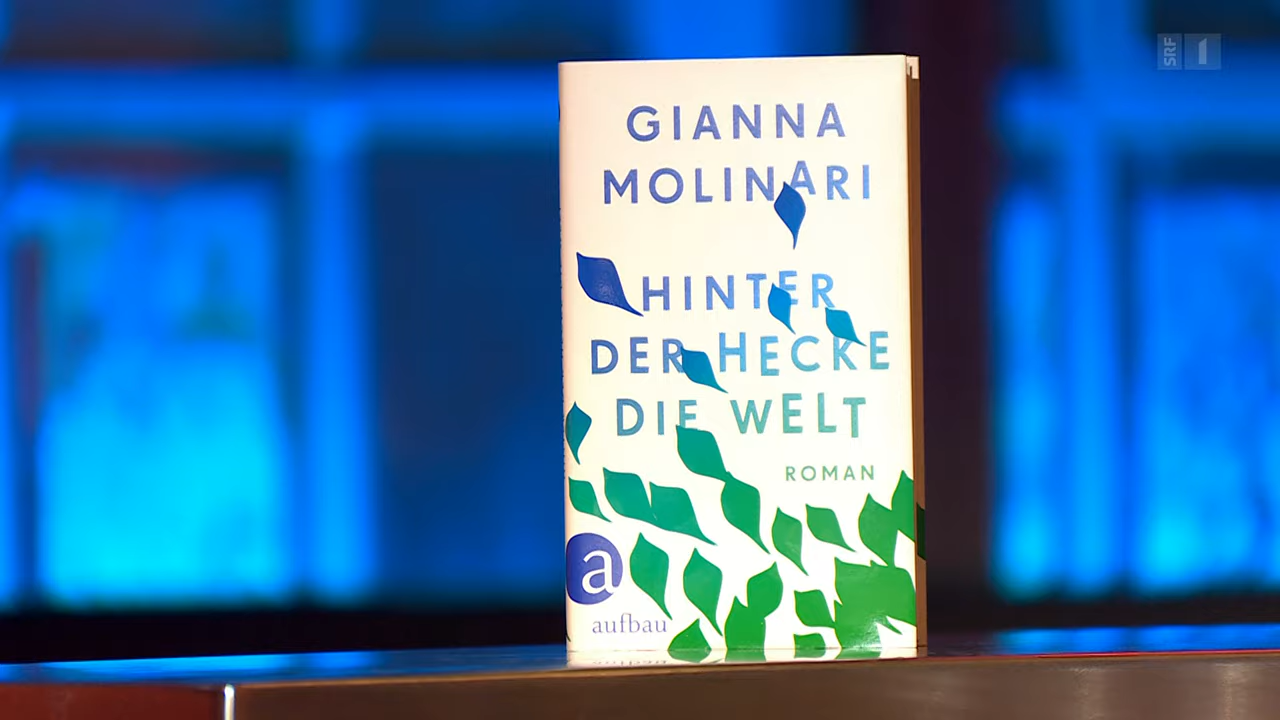 SRF 1
GIANNA
MOLINARI
HINTER
DER HECKE
DIE WELT
ROMAN
a
aufbau